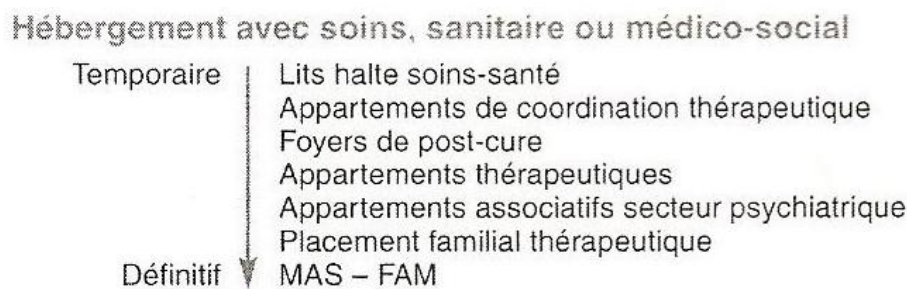 Hébergement avec soins, sanitaire ou médico-social
Temporaire Lits halte soins-santé
Appartements de coordination thérapeutique
Foyers de post-cure
Appartements thérapeutiques
Appartements associatifs secteur psychiatrique
Placement familial thérapeutique
Définitif MAS – FAM